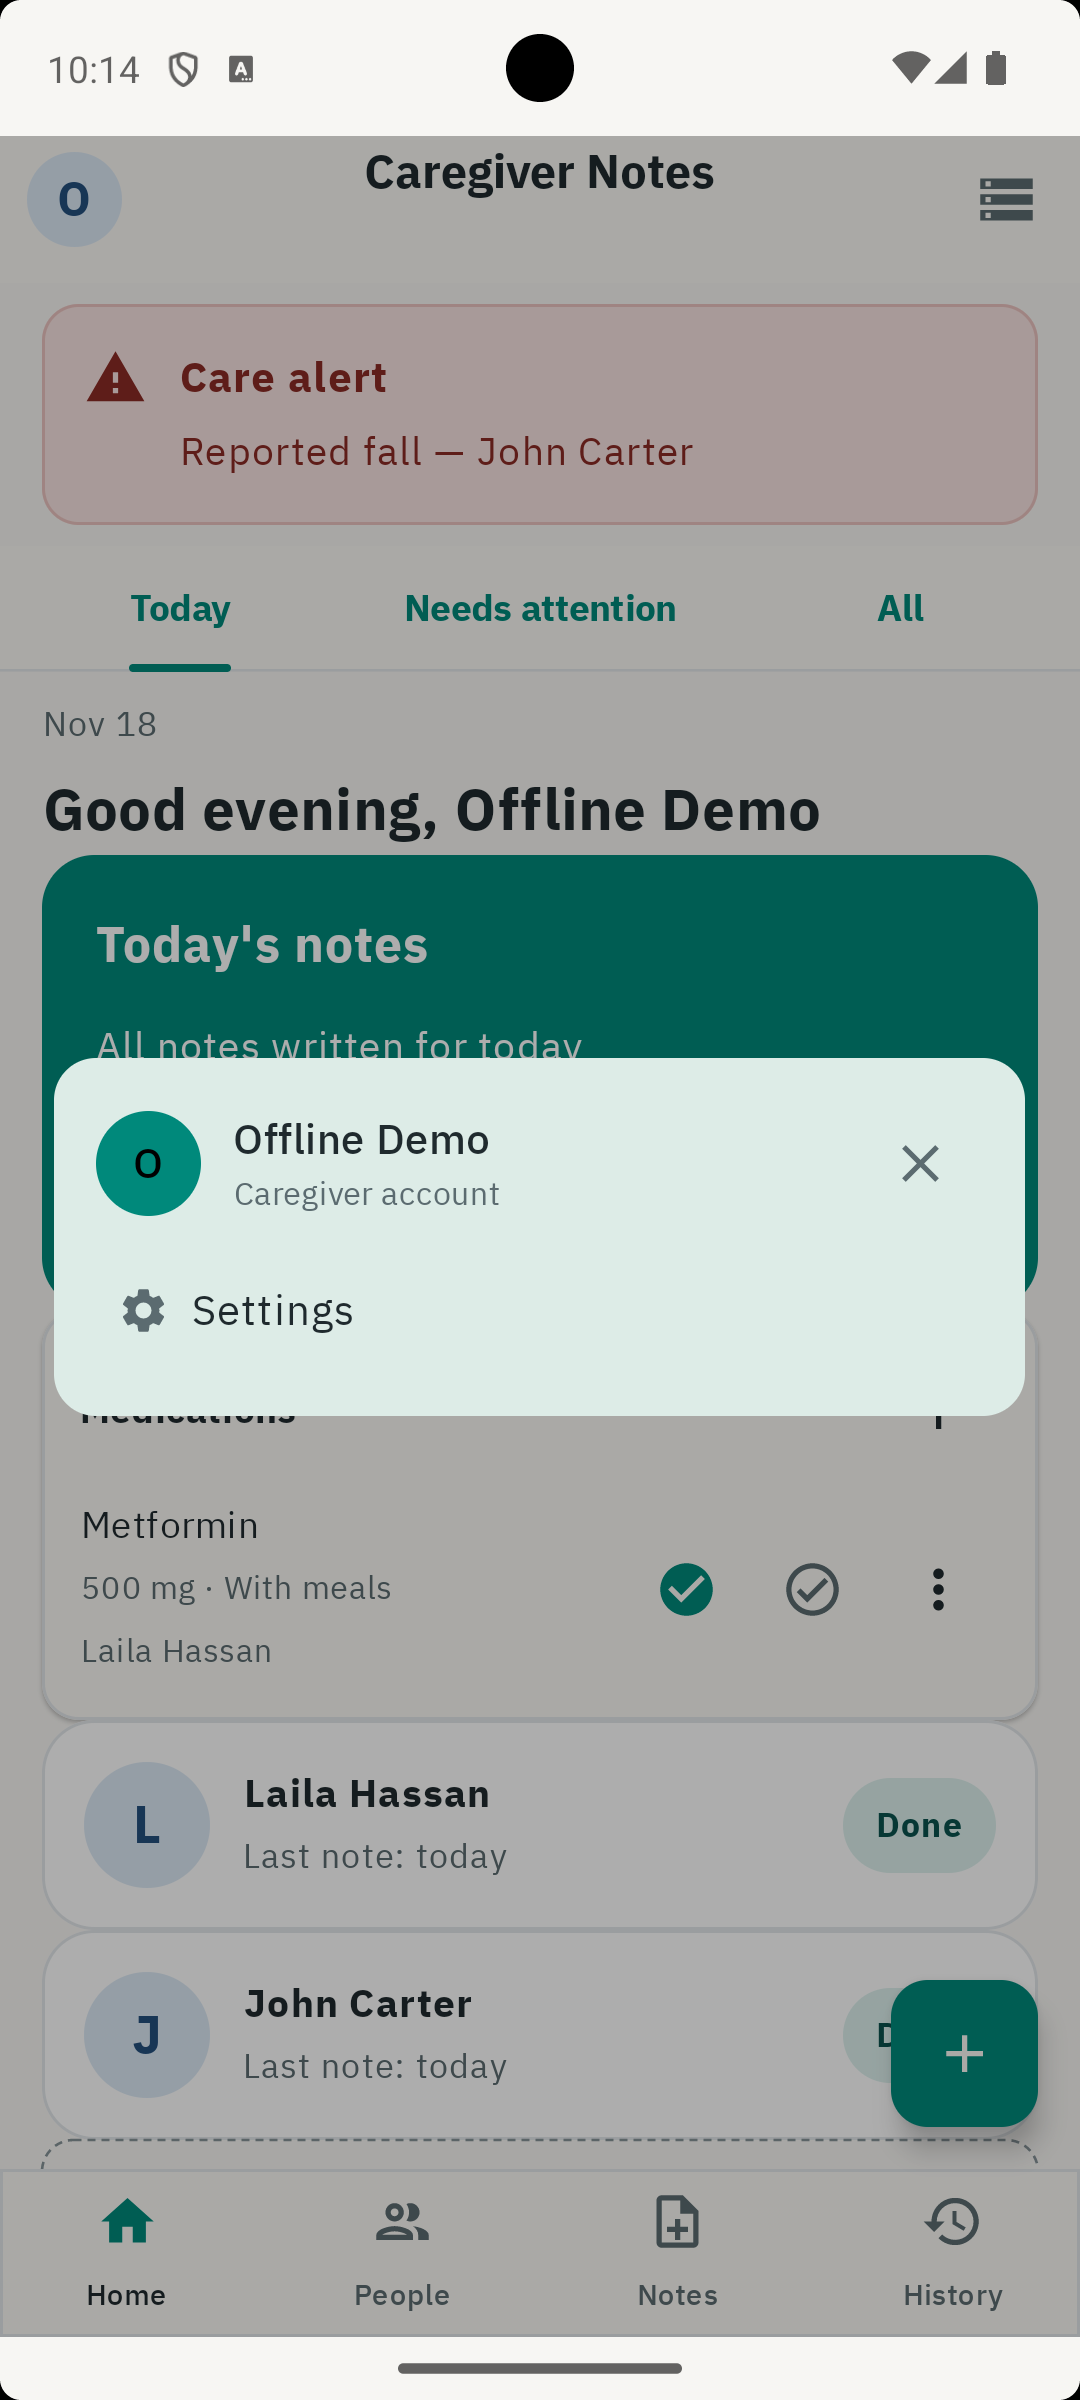 10:14
O
Caregiver Notes
Care alert
Reported fall — John Carter
Today
Needs attention
All
Nov 18
Good evening, Offline Demo
Today's notes
All notes written for today
O
Offline Demo
Caregiver account
Settings
Medications
Metformin
500 mg · With meals
Laila Hassan
L
Laila Hassan
Last note: today
Done
J
John Carter
Last note: today
Home
People
Notes
History